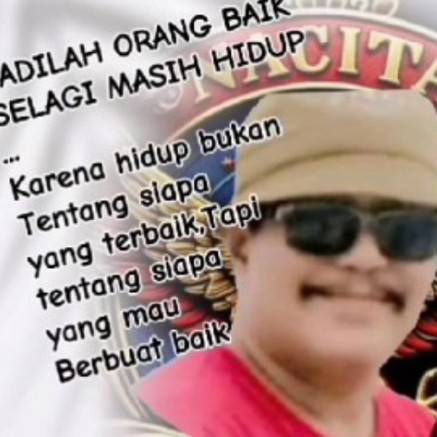 ADILAH ORANG BAIK
SELAGI MASIH HIDUP
...
Karena hidup bukan
Tentang siapa
yang terbaik,Tapi
tentang siapa
yang mau
Berbuat baik
NACITA